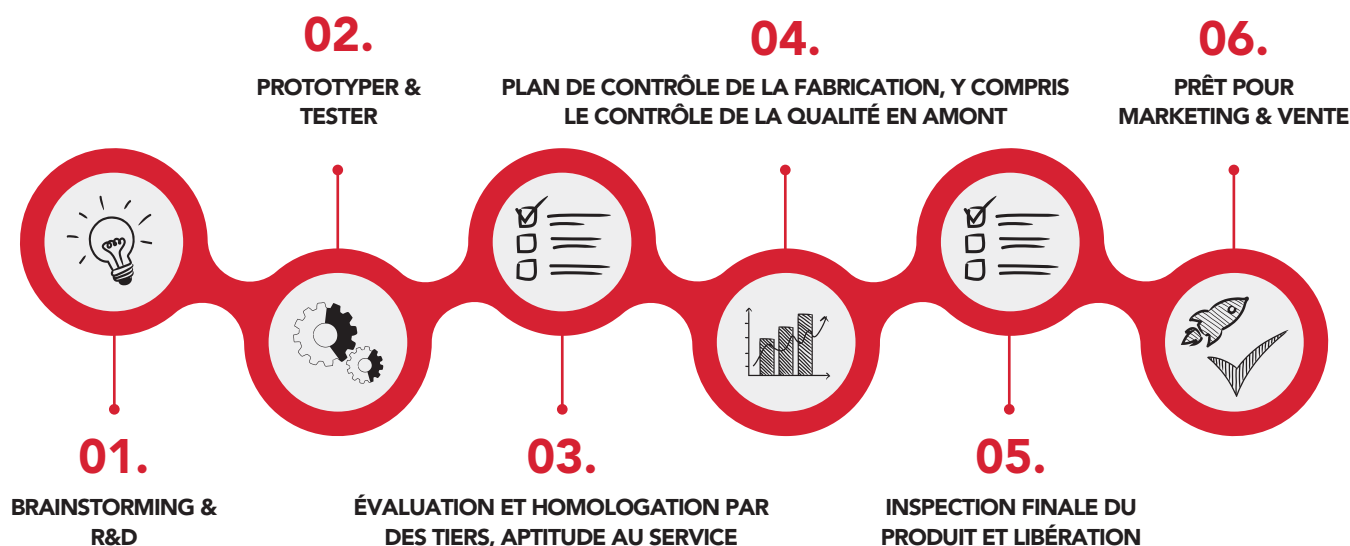 01.
BRAINSTORMING &
R&D
02.
PROTOTYPER &
TESTER
03.
ÉVALUATION ET HOMOLOGATION PAR
DES TIERS, APTITUDE AU SERVICE
04.
PLAN DE CONTRÔLE DE LA FABRICATION, Y COMPRIS
LE CONTRÔLE DE LA QUALITÉ EN AMONT
05.
INSPECTION FINALE DU
PRODUIT ET LIBÉRATION
06.
PRÊT POUR
MARKETING & VENTE